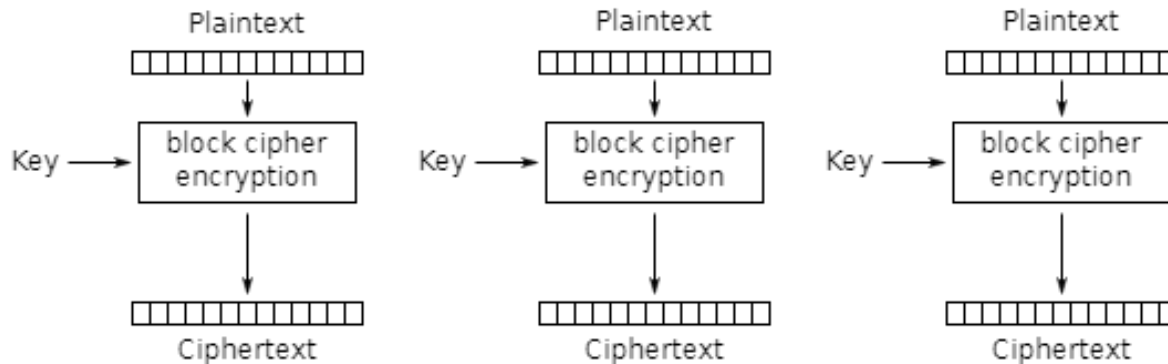 Plaintext Plaintext Plaintext
Key block cipher encryption Key block cipher encryption Key block cipher encryption
Ciphertext Ciphertext Ciphertext